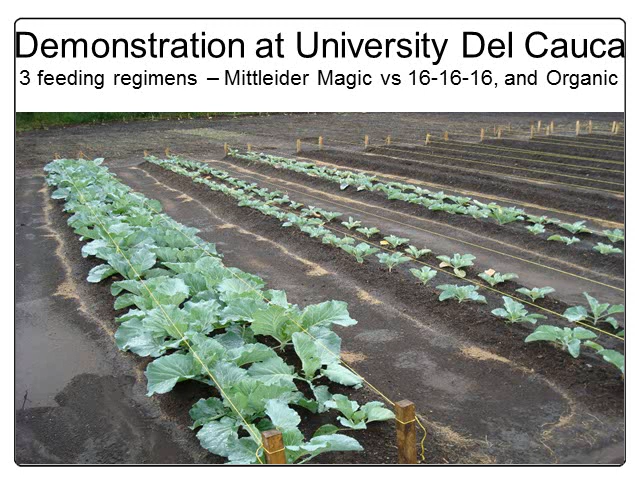 Demonstration at University Del Cauca
3 feeding regimens – Mittleider Magic vs 16-16-16, and Organic